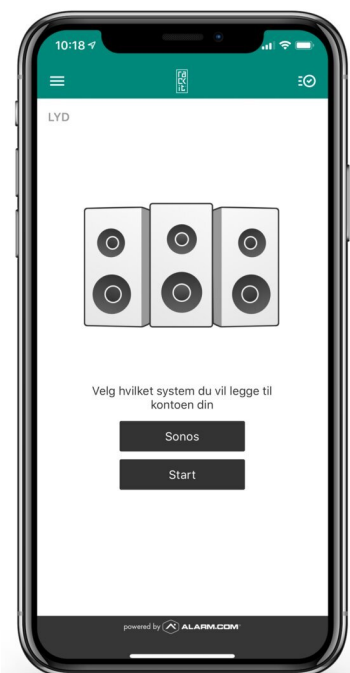 10:18
LYD
Velg hvilket system du vil legge til
kontoen din
Sonos
Start
powered by ALARM.COM